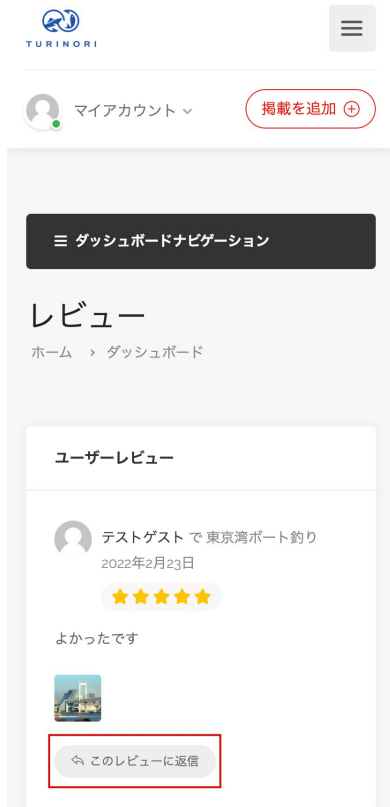 TURINORI
マイアカウント
掲載を追加
ダッシュボードナビゲーション
レビュー
ホーム > ダッシュボード
ユーザーレビュー
テストゲスト で 東京湾ボート釣り
2022年2月23日
よかったです
このレビューに返信